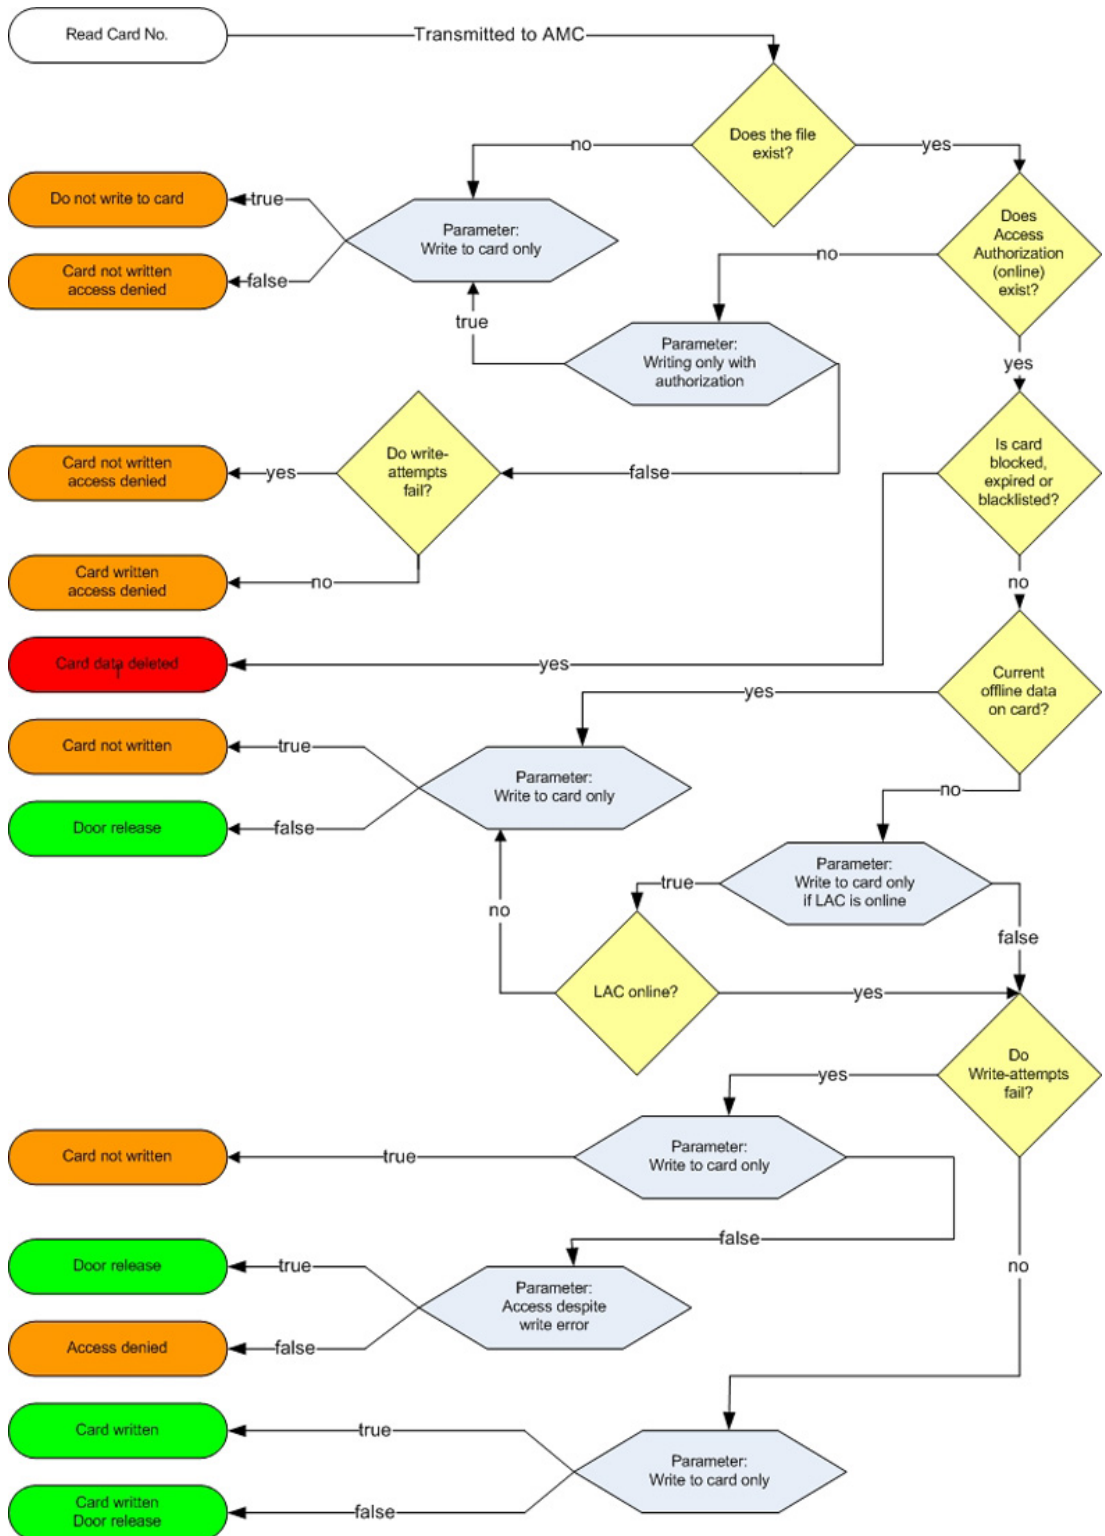 Read Card No.
Transmitted to AMC
Does the file
exist?
no
yes
Do not write to card
true
Parameter:
Write to card only
Does
Access
Authorization
(online)
exist?
Card not written
access denied
false
no
true
Parameter:
Writing only with
authorization
yes
Card not written
access denied
yes
Do write-
attempts
fail?
false
Is card
blocked,
expired or
blacklisted?
Card written
access denied
no
no
Card data deleted
yes
Current
offline data
on card?
yes
Card not written
true
Parameter:
Write to card only
no
Door release
false
Parameter:
Write to card only
if LAC is online
true
no
false
LAC online?
yes
Do
Write-attempts
fail?
yes
Card not written
true
Parameter:
Write to card only
false
Door release
true
no
Parameter:
Access despite
write error
Access denied
false
Card written
true
Parameter:
Write to card only
Card written
Door release
false